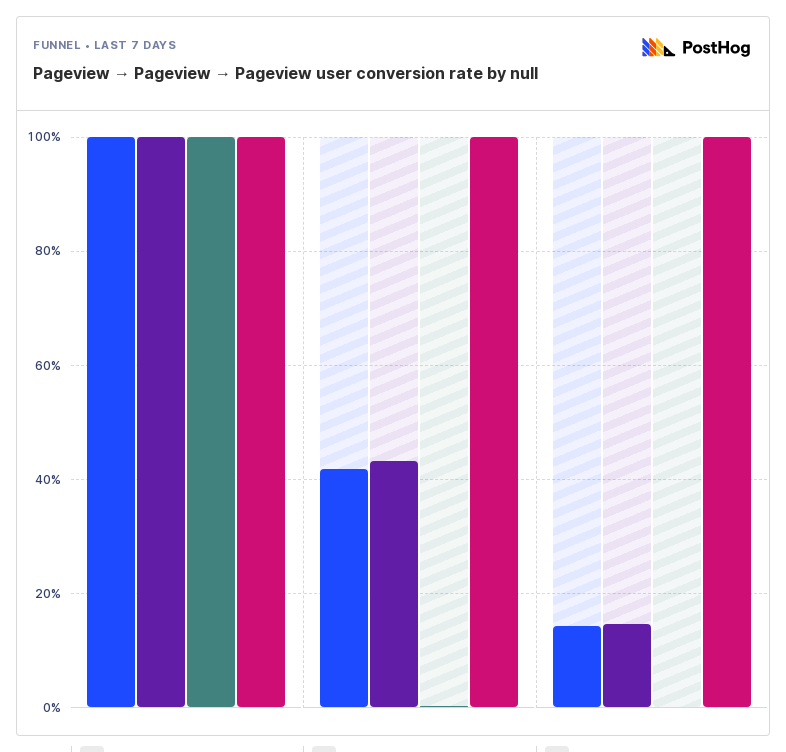 FUNNEL • LAST 7 DAYS
PostHog
Pageview → Pageview → Pageview user conversion rate by null
100%
80%
60%
40%
20%
0%